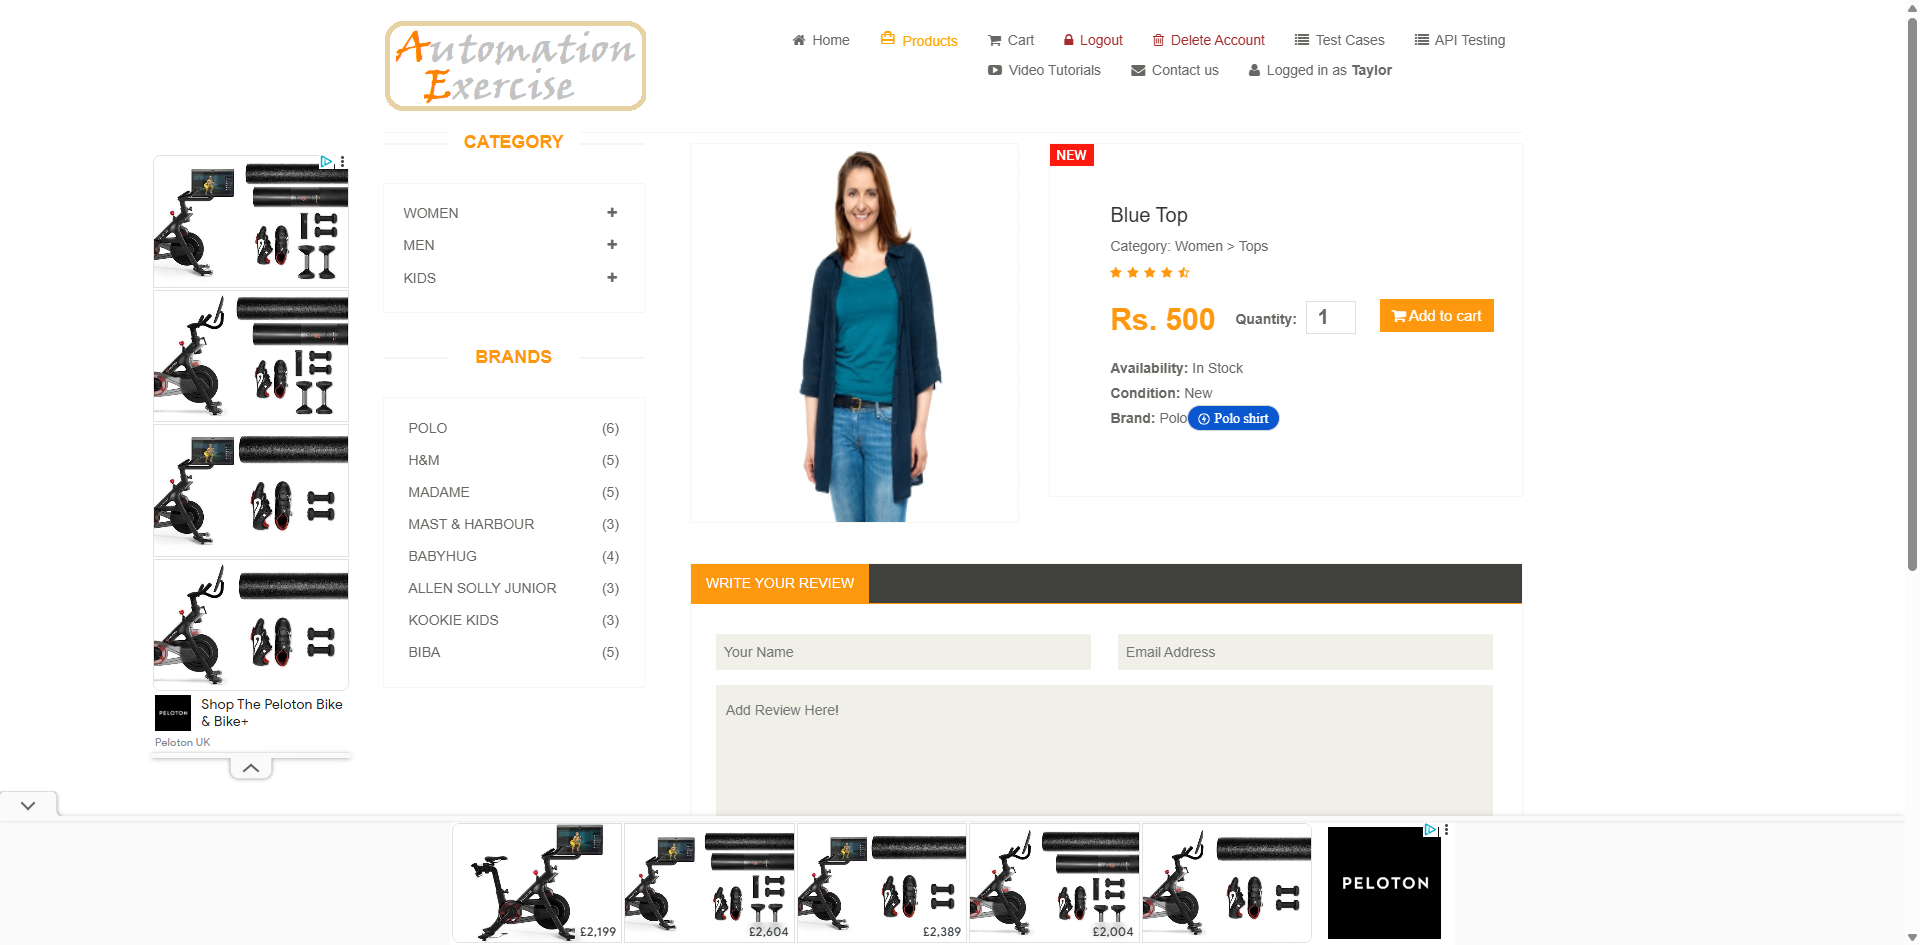 Automation
Exercise
Home
Products
Cart
Logout
Delete Account
Test Cases
API Testing
Video Tutorials
Contact us
Logged in as Taylor
CATEGORY
WOMEN
MEN
KIDS
BRANDS
POLO (6)
H&M (5)
MADAME (5)
MAST & HARBOUR (3)
BABYHUG (4)
ALLEN SOLLY JUNIOR (3)
KOOKIE KIDS (3)
BIBA (5)
NEW
Blue Top
Category: Women > Tops
Rs. 500 Quantity: 1 Add to cart
Availability: In Stock
Condition: New
Brand: Polo Polo shirt
WRITE YOUR REVIEW
Your Name
Email Address
Add Review Here!
PELOTON
Shop The Peloton Bike
& Bike+
Peloton UK
£2,199
£2,604
£2,389
£2,004
PELOTON